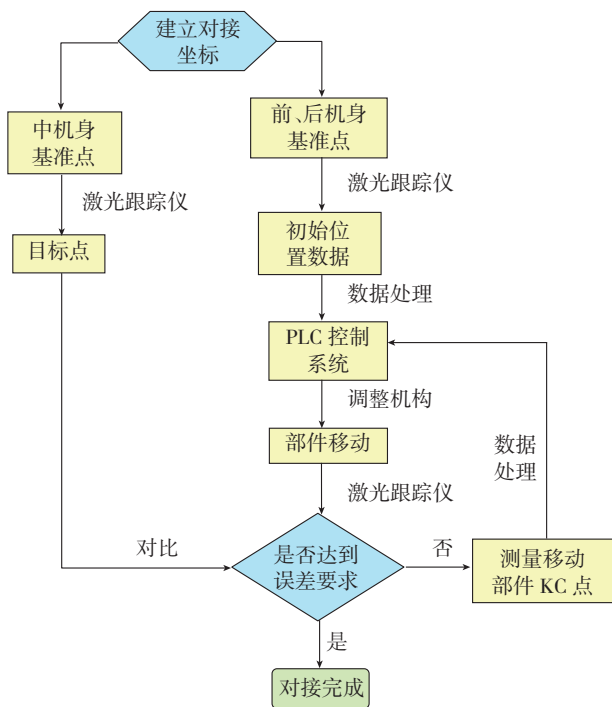 建立对接
坐标
中机身
基准点
前、后机身
基准点
激光跟踪仪
激光跟踪仪
目标点
初始位
置数据
数据处理
PLC 控制
系统
调整机构
部件移动
数据
处理
激光跟踪仪
对比
是否达到
误差要求
否
测量移动
部件 KC 点
是
对接完成